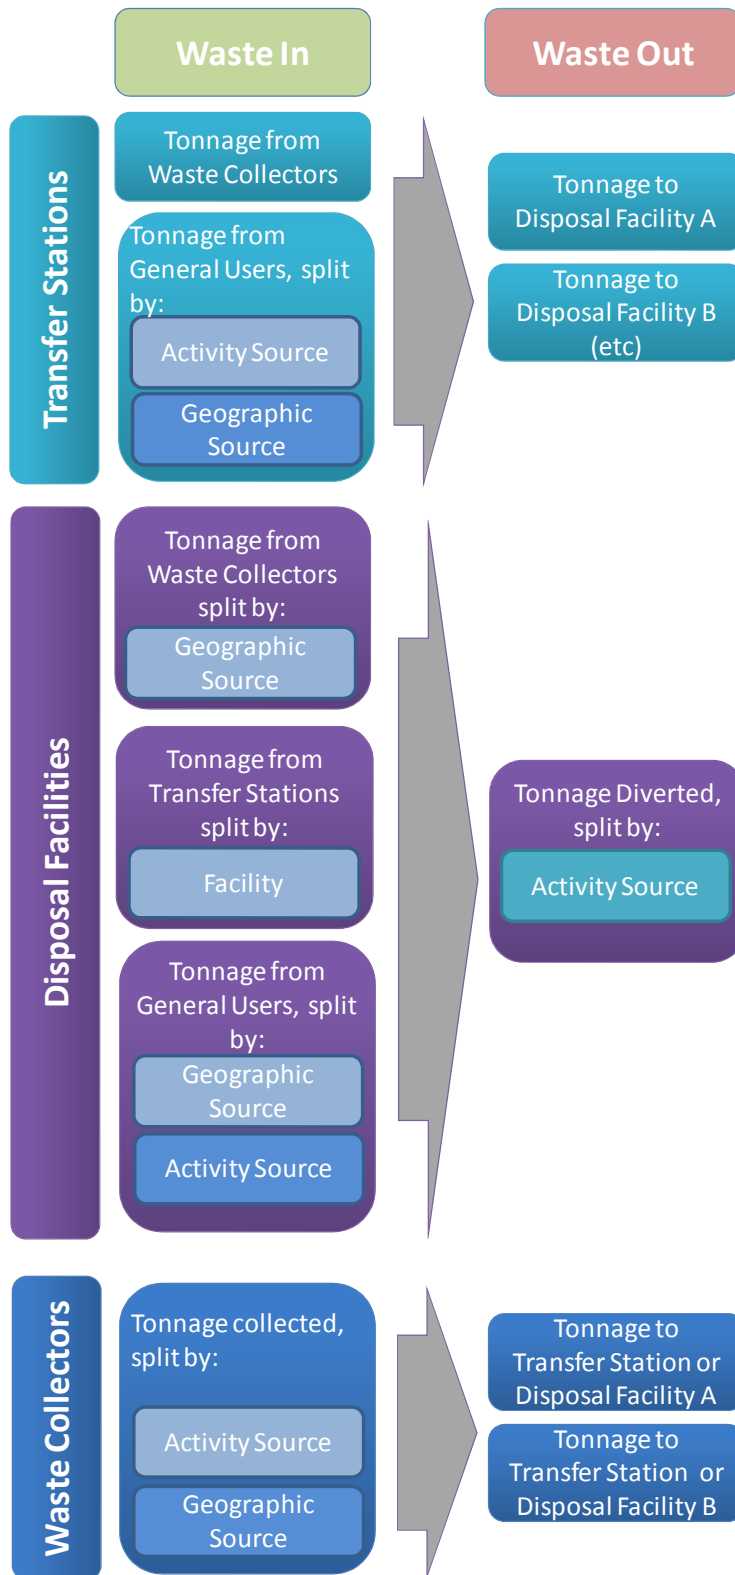 Waste In
Waste Out
Transfer Stations
Tonnage from
Waste Collectors
Tonnage from
General Users, split
by:
Activity Source
Geographic
Source
Tonnage to
Disposal Facility A
Tonnage to
Disposal Facility B
(etc)
Disposal Facilities
Tonnage from
Waste Collectors
split by:
Geographic
Source
Tonnage from
Transfer Stations
split by:
Facility
Tonnage from
General Users, split
by:
Geographic
Source
Activity Source
Tonnage Diverted,
split by:
Activity Source
Waste Collectors
Tonnage collected,
split by:
Activity Source
Geographic
Source
Tonnage to
Transfer Station or
Disposal Facility A
Tonnage to
Transfer Station or
Disposal Facility B